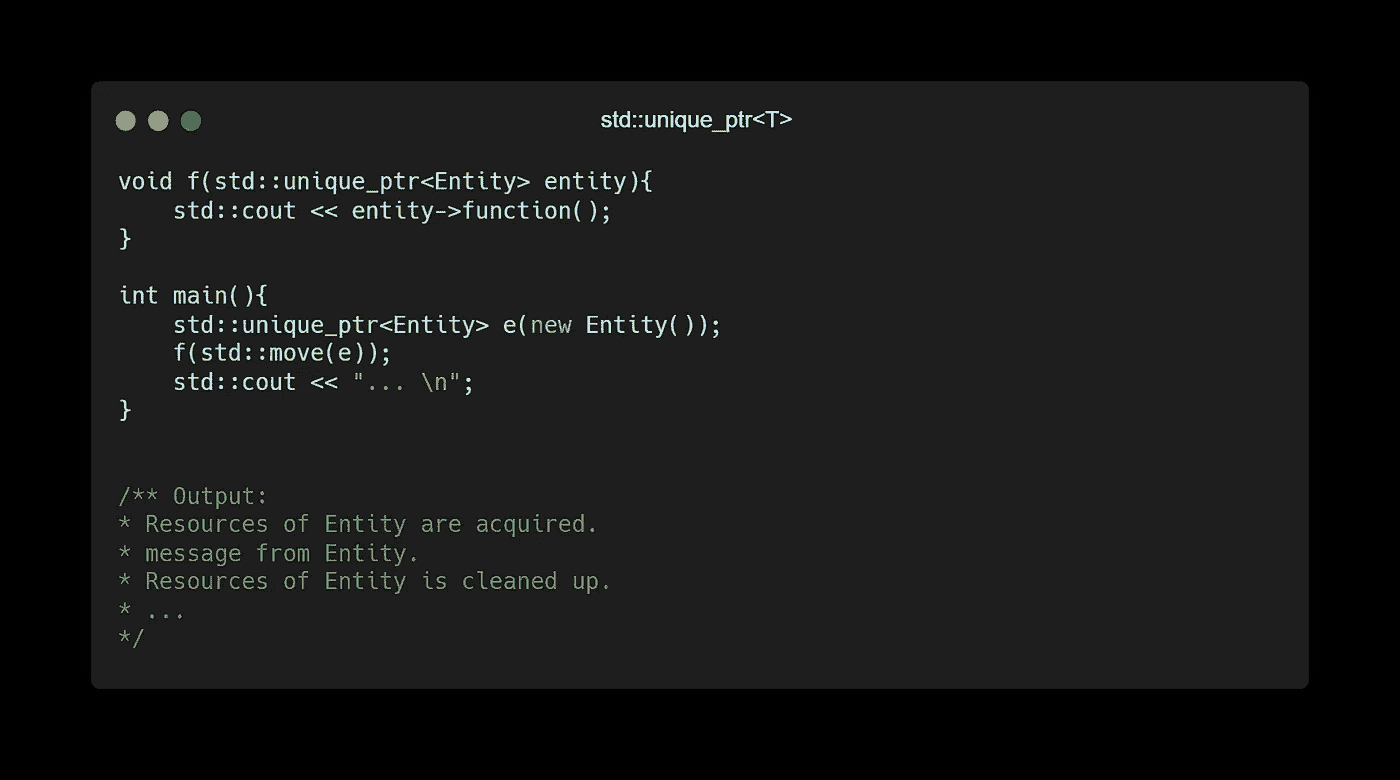 std::unique_ptr<T>
void f(std::unique_ptr<Entity> entity){
    std::cout << entity->function();
}
int main(){
    std::unique_ptr<Entity> e(new Entity());
    f(std::move(e));
    std::cout << "... \n";
}
/** Output:
* Resources of Entity are acquired.
* message from Entity.
* Resources of Entity is cleaned up.
* ...
*/